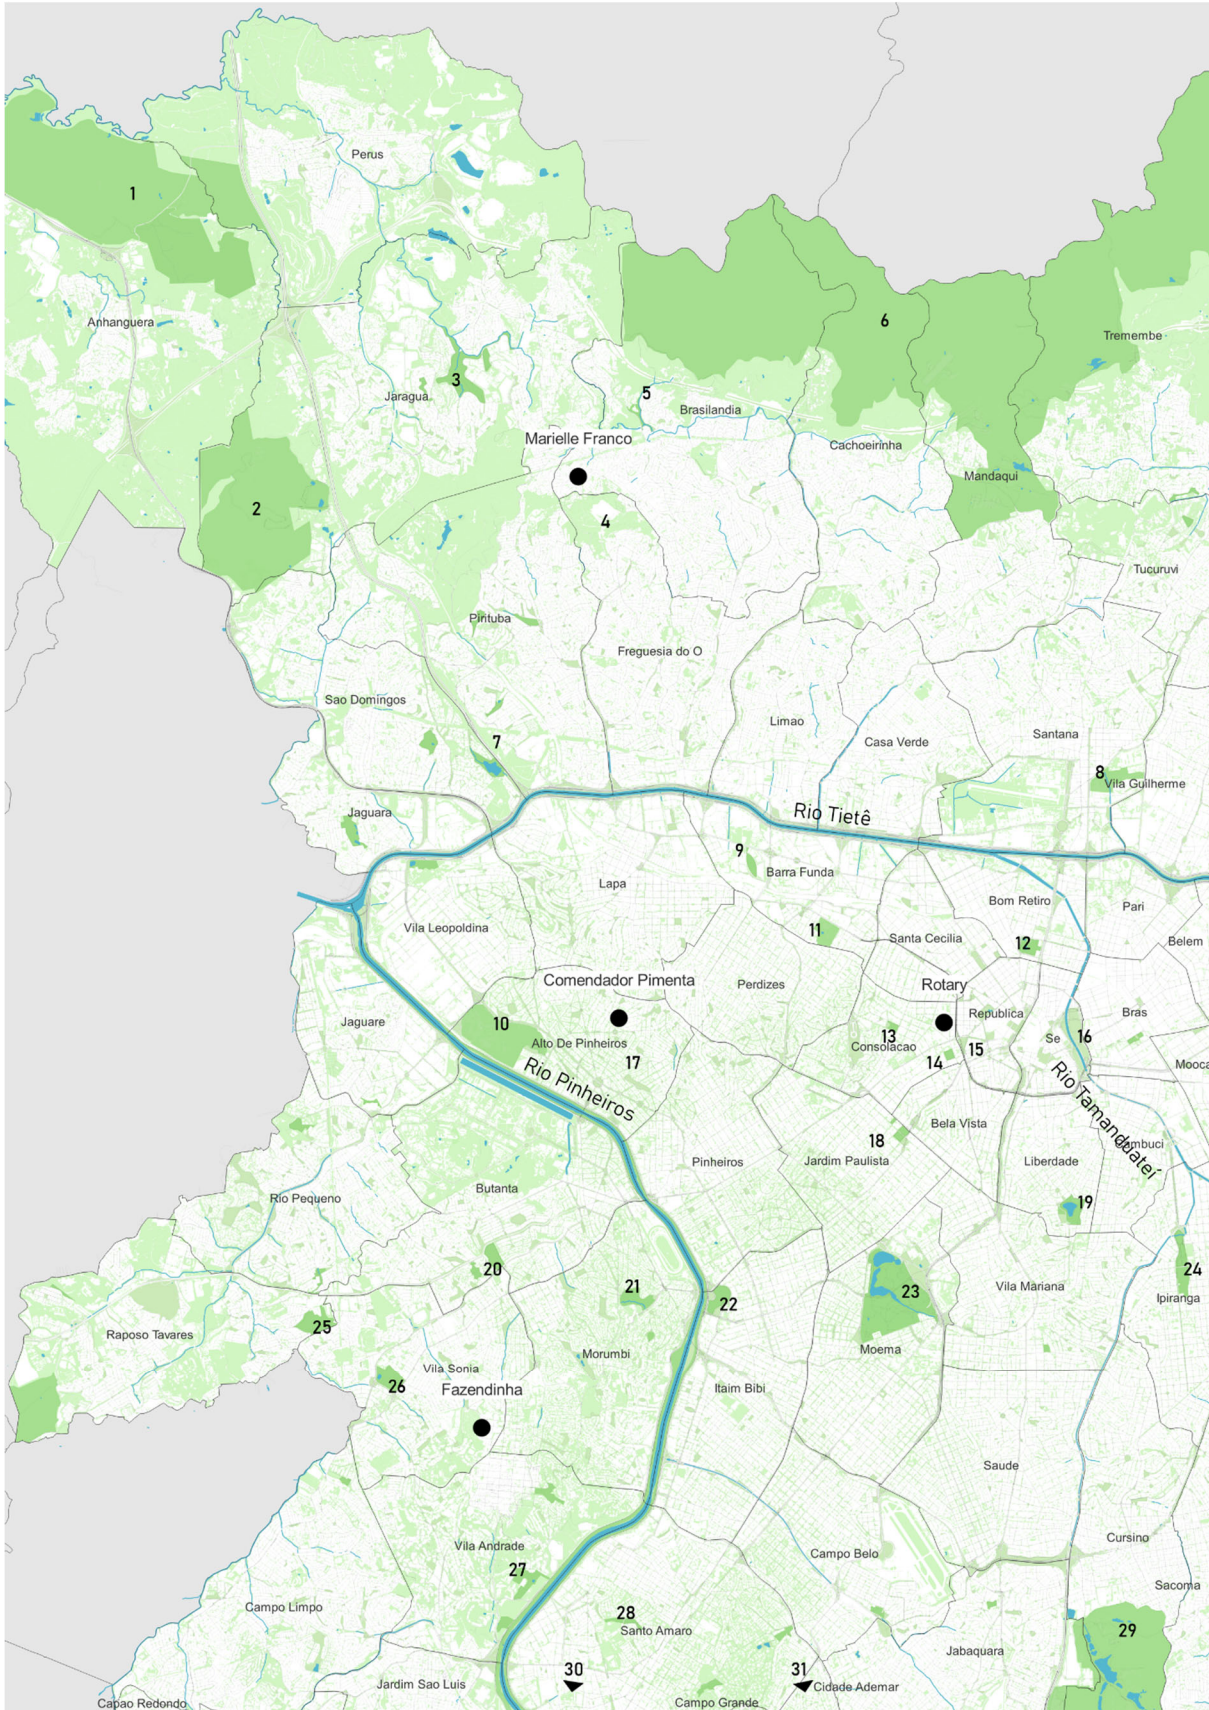 Perus
1
Anhanguera
6
Tremembe
3
Jaragua
5
Brasilandia
Marielle Franco
Cachoeirinha
Mandaqui
2
4
Tucuruvi
Pirituba
Freguesia do O
Sao Domingos
Limao
Santana
Casa Verde
7
8
Vila Guilherme
Jaguara
Rio Tietê
9
Barra Funda
Lapa
Bom Retiro
Pari
Vila Leopoldina
11
Santa Cecilia
12
Belem
Comendador Pimenta
Perdizes
Rotary
Republica
Bras
Jaguare
10
Alto De Pinheiros
13
Consolacao
15
Se
16
17
14
Mooca
Rio Pinheiros
Rio Tamanduateí
Bela Vista
18
Cambuci
Pinheiros
Jardim Paulista
Liberdade
Butanta
Rio Pequeno
19
20
21
22
23
Vila Mariana
24
Ipiranga
25
Raposo Tavares
Morumbi
Moema
Vila Sonia
26
Fazendinha
Itaim Bibi
Saude
Vila Andrade
Campo Belo
Cursino
27
Sacoma
Campo Limpo
28
Santo Amaro
29
Jabaquara
30
31
Jardim Sao Luis
Cidade Ademar
Capao Redondo
Campo Grande